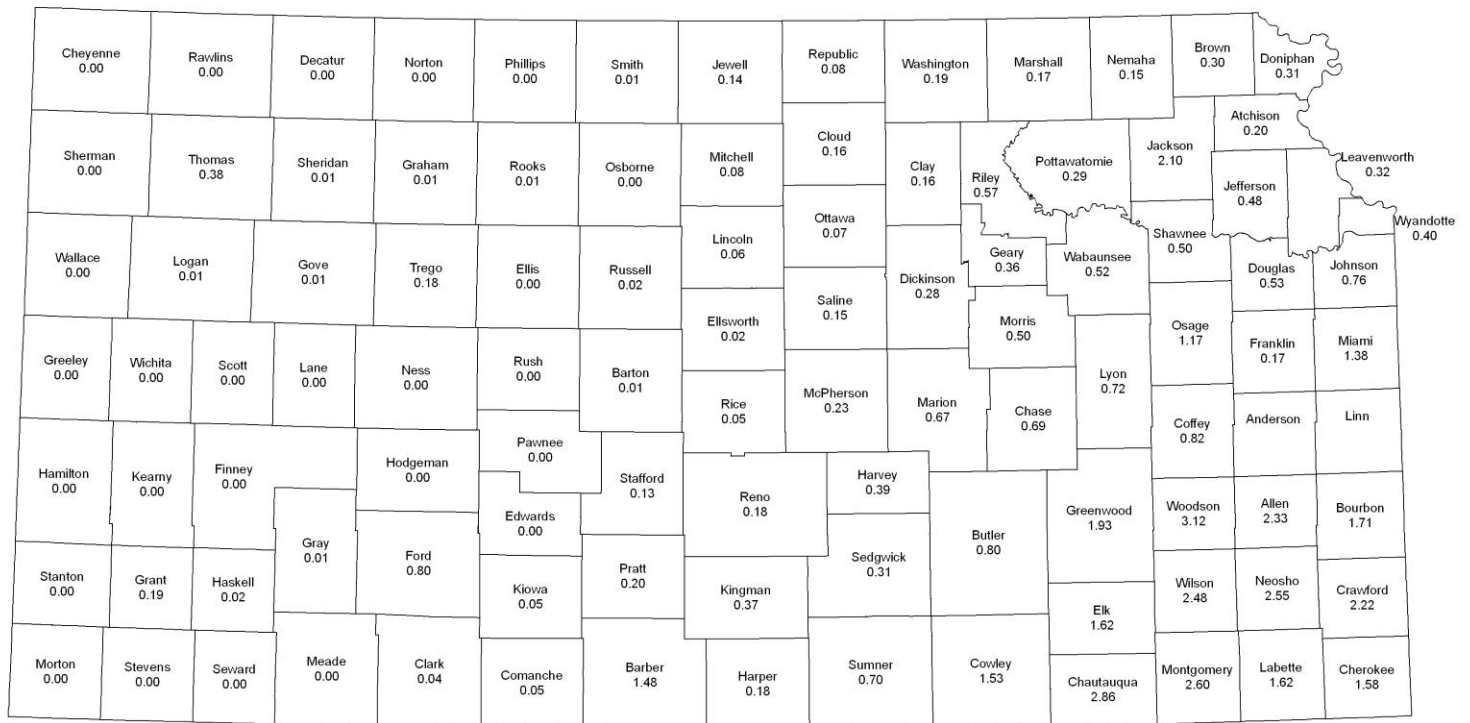 Cheyenne
0.00
Rawlins
0.00
Decatur
0.00
Norton
0.00
Phillips
0.00
Smith
0.01
Jewell
0.14
Republic
0.08
Washington
0.19
Marshall
0.17
Nemaha
0.15
Brown
0.30
Doniphan
0.31
Atchison
0.20
Sherman
0.00
Thomas
0.38
Sheridan
0.01
Graham
0.01
Rooks
0.01
Osborne
0.00
Mitchell
0.08
Cloud
0.16
Clay
0.16
Riley
0.57
Pottawatomie
0.29
Jackson
2.10
Jefferson
0.48
Leavenworth
0.32
Wyandotte
0.40
Wallace
0.00
Logan
0.01
Gove
0.01
Trego
0.18
Ellis
0.00
Russell
0.02
Lincoln
0.06
Ottawa
0.07
Dickinson
0.28
Geary
0.36
Wabaunsee
0.52
Shawnee
0.50
Douglas
0.53
Johnson
0.76
Ellsworth
0.02
Saline
0.15
Morris
0.50
Osage
1.17
Franklin
0.17
Miami
1.38
Greeley
0.00
Wichita
0.00
Scott
0.00
Lane
0.00
Ness
0.00
Rush
0.00
Barton
0.01
Rice
0.05
McPherson
0.23
Marion
0.67
Chase
0.69
Lyon
0.72
Coffey
0.82
Anderson
Linn
Hamilton
0.00
Kearny
0.00
Finney
0.00
Hodgeman
0.00
Pawnee
0.00
Stafford
0.13
Reno
0.18
Harvey
0.39
Butler
0.80
Greenwood
1.93
Woodson
3.12
Allen
2.33
Bourbon
1.71
Gray
0.01
Ford
0.80
Edwards
0.00
Pratt
0.20
Kingman
0.37
Sedgwick
0.31
Stanton
0.00
Grant
0.19
Haskell
0.02
Kiowa
0.05
Elk
1.62
Wilson
2.48
Neosho
2.55
Crawford
2.22
Morton
0.00
Stevens
0.00
Seward
0.00
Meade
0.00
Clark
0.04
Comanche
0.05
Barber
1.48
Harper
0.18
Sumner
0.70
Cowley
1.53
Chautauqua
2.86
Montgomery
2.60
Labette
1.62
Cherokee
1.58